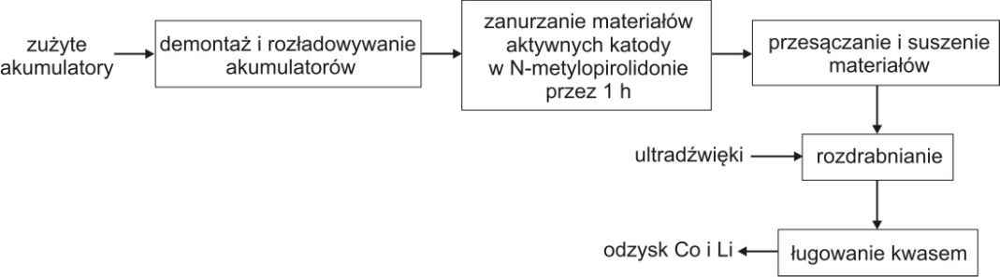 zużyte
akumulatory
demontaż i rozładowywanie
akumulatorów
zanurzanie materiałów
aktywnych katody
w N-metylopirolidonie
przez 1 h
przesączanie i suszenie
materiałów
ultradźwięki
rozdrabnianie
odzysk Co i Li
ługowanie kwasem